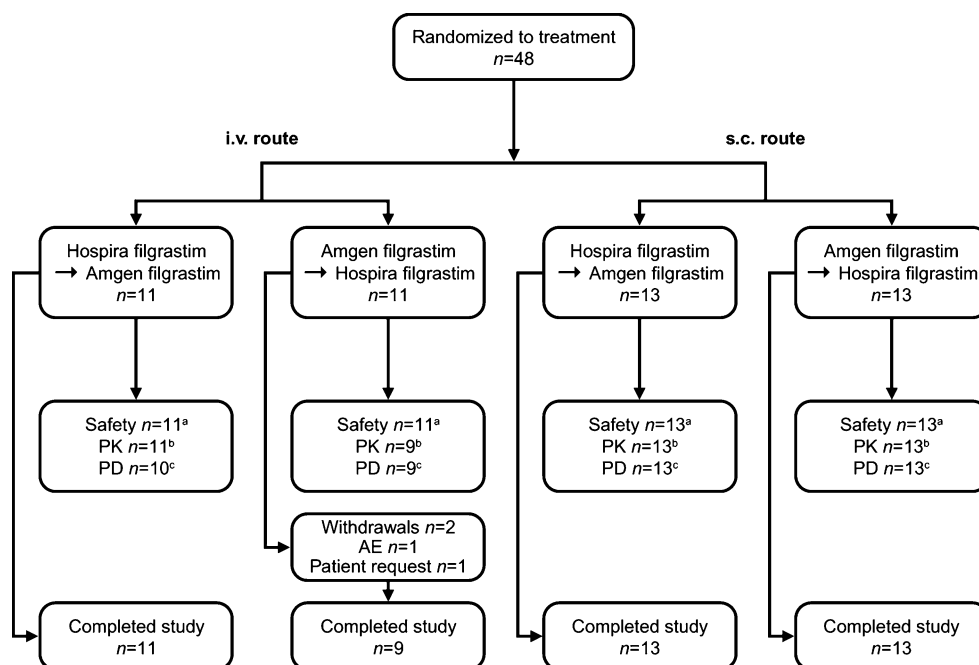 Randomized to treatment
n=48
i.v. route
s.c. route
Hospira filgrastim
→ Amgen filgrastim
n=11
Amgen filgrastim
→ Hospira filgrastim
n=11
Hospira filgrastim
→ Amgen filgrastim
n=13
Amgen filgrastim
→ Hospira filgrastim
n=13
Safety n=11ᵃ
PK n=11ᵇ
PD n=10ᶜ
Safety n=11ᵃ
PK n=9ᵇ
PD n=9ᶜ
Safety n=13ᵃ
PK n=13ᵇ
PD n=13ᶜ
Safety n=13ᵃ
PK n=13ᵇ
PD n=13ᶜ
Withdrawals n=2
AE n=1
Patient request n=1
Completed study
n=11
Completed study
n=9
Completed study
n=13
Completed study
n=13